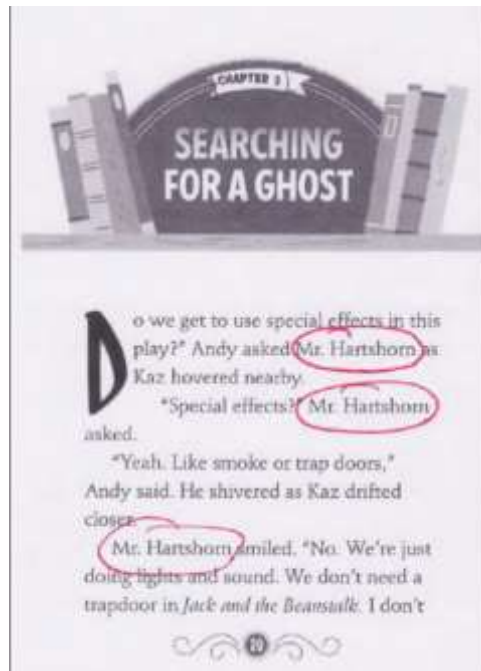 CHAPTER 3
SEARCHING
FOR A GHOST
Do we get to use special effects in this
play?" Andy asked Mr. Hartshorn as
Kaz hovered nearby.
"Special effects?" Mr. Hartshorn
asked.
"Yeah. Like smoke or trap doors,"
Andy said. He shivered as Kaz drifted
closer.
Mr. Hartshorn smiled. "No. We're just
doing lights and sound. We don't need a
trapdoor in Jack and the Beanstalk. I don't
20